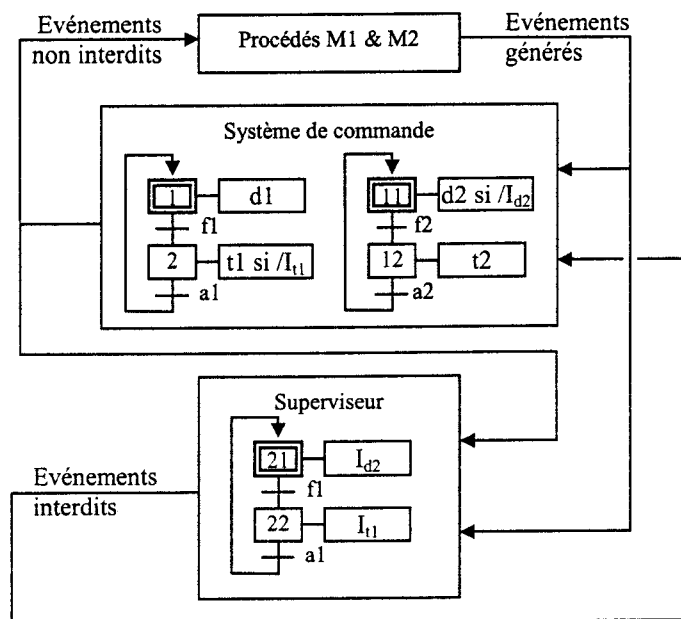 Evénements
non interdits
Procédés M1 & M2
Evénements
générés
Système de commande
1
d1
f1
2
t1 si /I_t1
a1
11
d2 si /I_d2
f2
12
t2
a2
Superviseur
21
I_d2
f1
22
I_t1
a1
Evénements
interdits